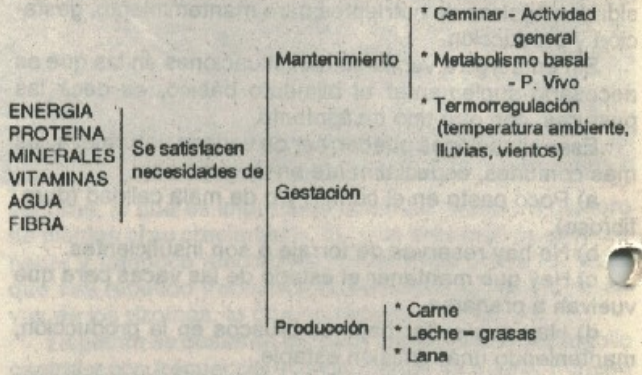 ENERGIA
PROTEINA
MINERALES
VITAMINAS
AGUA
FIBRA
Se satisfacen
necesidades de
Mantenimiento
* Caminar - Actividad
general
* Metabolismo basal
- P. Vivo
* Termorregulación
(temperatura ambiente,
lluvias, vientos)
Gestación
Producción
* Carne
* Leche – grasas
* Lana